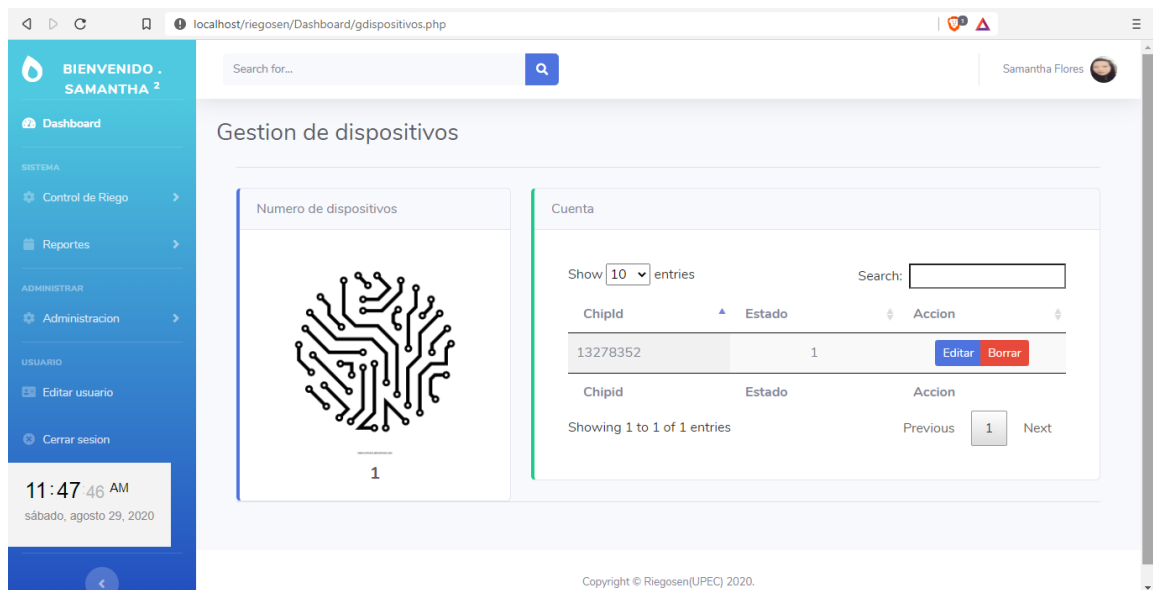 localhost/riegosen/Dashboard/gdispositivos.php
1
BIENVENIDO .
SAMANTHA 2
Search for...
Samantha Flores
Dashboard
SISTEMA
Control de Riego
Reportes
ADMINISTRAR
Administracion
USUARIO
Editar usuario
Cerrar sesion
11:47 46 AM
sábado, agosto 29, 2020
Gestion de dispositivos
Numero de dispositivos
1
Cuenta
Show 10 entries
Search:
ChipId Estado Accion
13278352 1 Editar Borrar
Chipid Estado Accion
Showing 1 to 1 of 1 entries
Previous 1 Next
Copyright © Riegosen(UPEC) 2020.